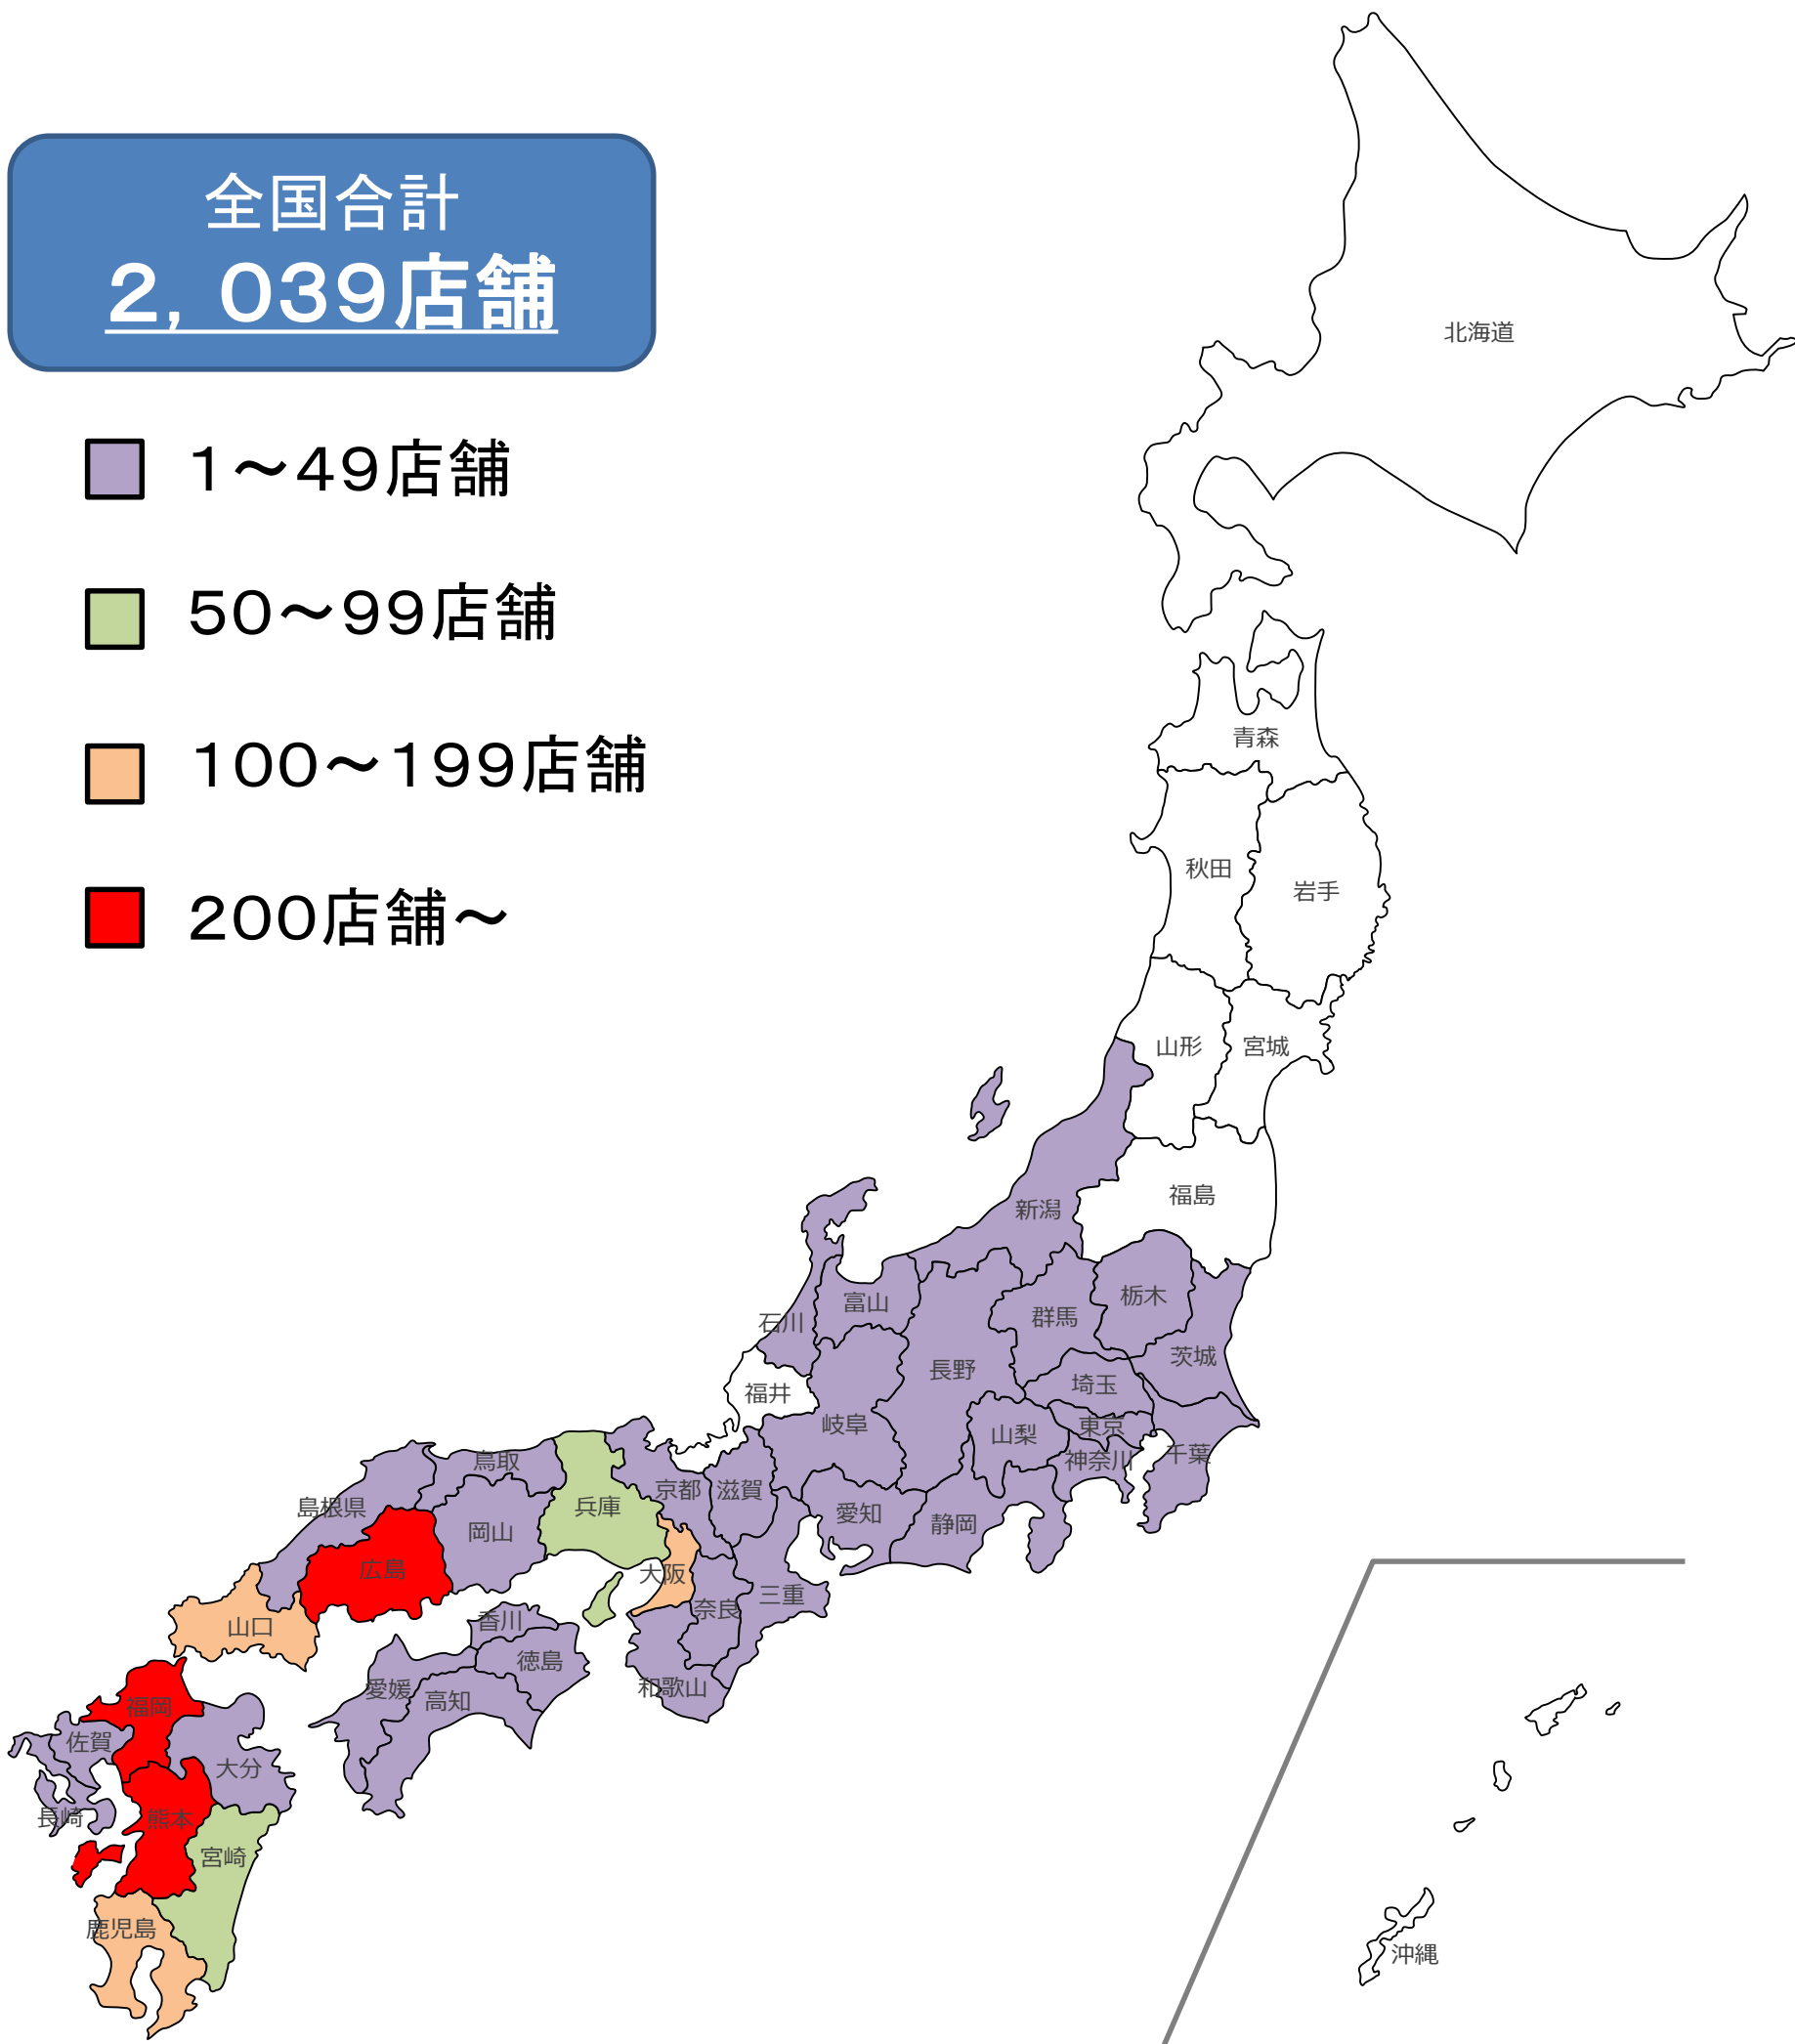 全国合計
２，０３９店舗
１～４９店舗
５０～９９店舗
１００～１９９店舗
２００店舗～
北海道
青森
秋田
岩手
山形
宮城
福島
新潟
栃木
群馬
富山
石川
茨城
長野
埼玉
福井
岐阜
東京
山梨
千葉
神奈川
鳥取
京都
滋賀
島根県
兵庫
愛知
静岡
岡山
広島
大阪
三重
奈良
香川
山口
徳島
和歌山
愛媛
高知
福岡
佐賀
大分
長崎
熊本
宮崎
鹿児島
沖縄